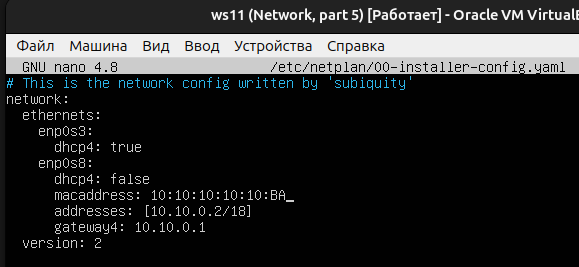 ws11 (Network, part 5) [Работает] - Oracle VM VirtualB
Файл Машина Вид Ввод Устройства Справка
GNU nano 4.8 /etc/netplan/00-installer-config.yaml
# This is the network config written by 'subiquity'
network:
  ethernets:
    enp0s3:
      dhcp4: true
    enp0s8:
      dhcp4: false
      macaddress: 10:10:10:10:10:BA_
      addresses: [10.10.0.2/18]
      gateway4: 10.10.0.1
  version: 2